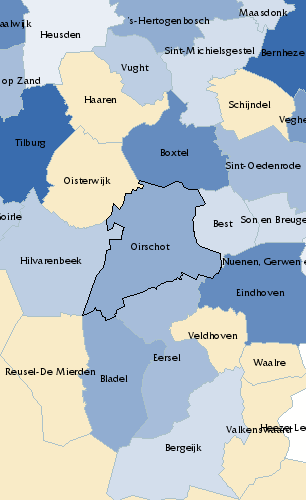 Maasdonk
's-Hertogenbosch
aalwijk
Heusden
Sint-Michielsgestel
Bernheze
Vught
op Zand
Haaren
Schijndel
Veghe
Tilburg
Boxtel
Sint-Oedenrode
Oisterwijk
Goirle
Best
Son en Breuge
Oirschot
Hilvarenbeek
Nuenen, Gerwen e
Eindhoven
Veldhoven
Eersel
Waalre
Reusel-De Mierden
Bladel
Valkenswaard
Heeze-Le
Bergeijk